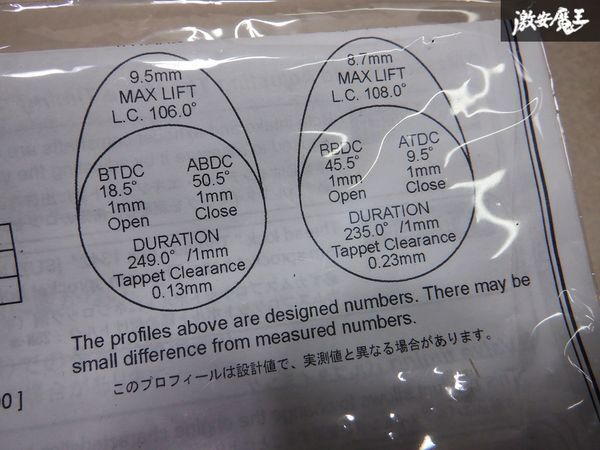 激安魔王
9.5mm
MAX LIFT
L.C. 106.0°
BTDC
18.5°
1mm
Open
ABDC
50.5°
1mm
Close
DURATION
249.0° /1mm
Tappet Clearance
0.13mm
8.7mm
MAX LIFT
L.C. 108.0°
BBDC
45.5°
1mm
Open
ATDC
9.5°
1mm
Close
DURATION
235.0° /1mm
Tappet Clearance
0.23mm
The profiles above are designed numbers. There may be
small difference from measured numbers.
このプロフィールは設計値で、実測値と異なる場合があります。
00]